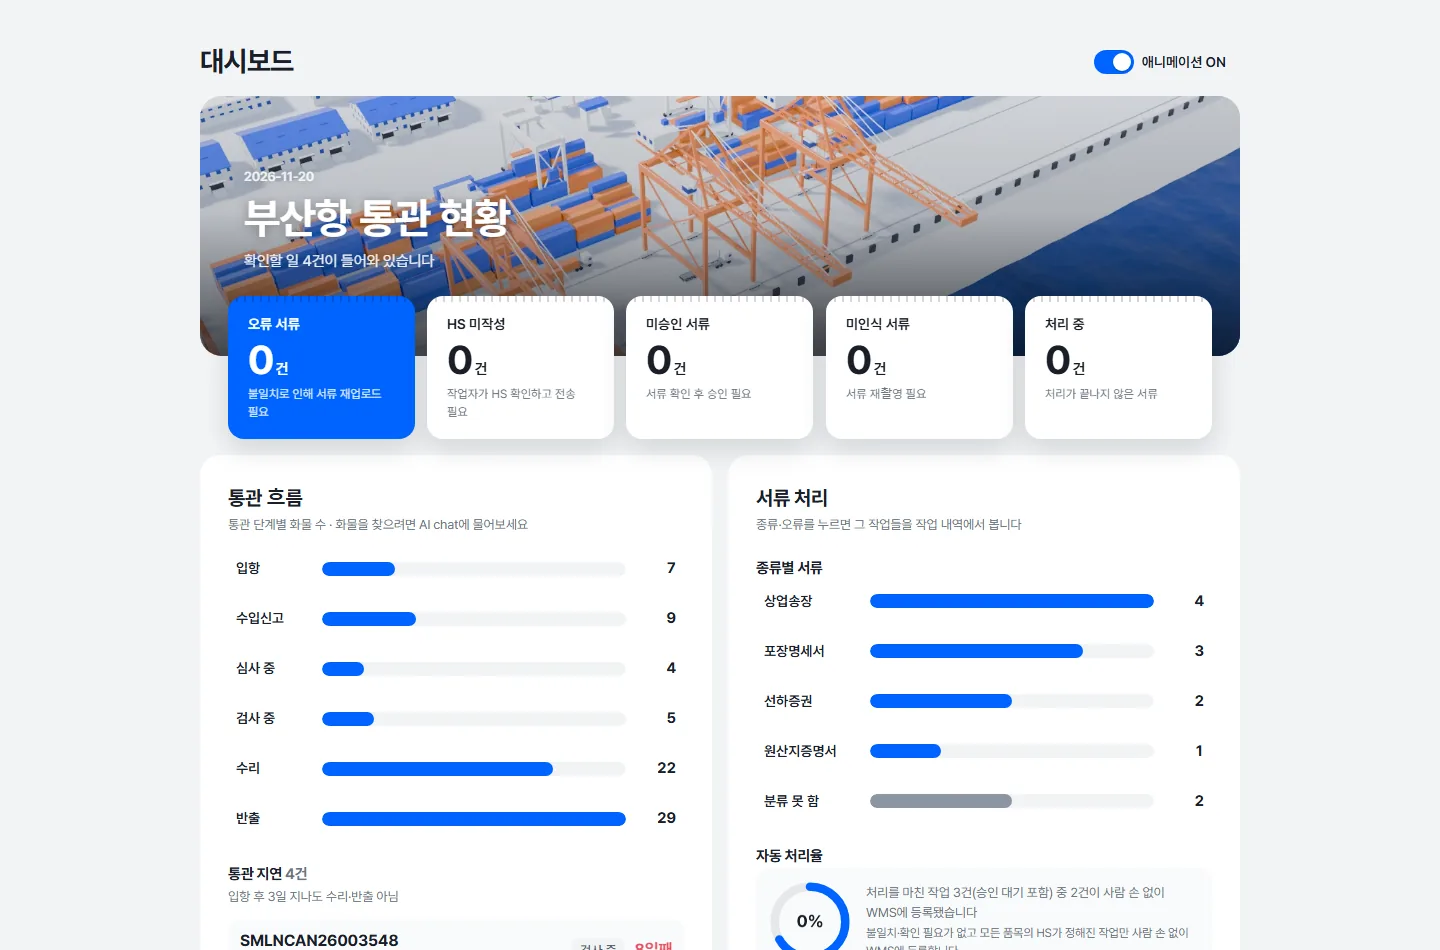 대시보드
애니메이션 ON
2026-11-20
부산항 통관 현황
확인할 일 4건이 들어와 있습니다
오류 서류
0건
불일치로 인해 서류 재업로드
필요
HS 미작성
0건
작업자가 HS 확인하고 전송
필요
미승인 서류
0건
서류 확인 후 승인 필요
미인식 서류
0건
서류 재촬영 필요
처리 중
0건
처리가 끝나지 않은 서류
통관 흐름
통관 단계별 화물 수 · 화물을 찾으려면 AI chat에 물어보세요
입항 7
수입신고 9
심사 중 4
검사 중 5
수리 22
반출 29
통관 지연 4건
입항 후 3일 지나도 수리·반출 아님
SMLNCAN26003548
검사 중 8일째
서류 처리
종류·오류를 누르면 그 작업들을 작업 내역에서 봅니다
종류별 서류
상업송장 4
포장명세서 3
선하증권 2
원산지증명서 1
분류 못 함 2
자동 처리율
0%
처리를 마친 작업 3건(승인 대기 포함) 중 2건이 사람 손 없이
WMS에 등록됐습니다
불일치·확인 필요가 없고 모든 품목의 HS가 정해진 작업만 사람 손 없이
WMS에 등록합니다